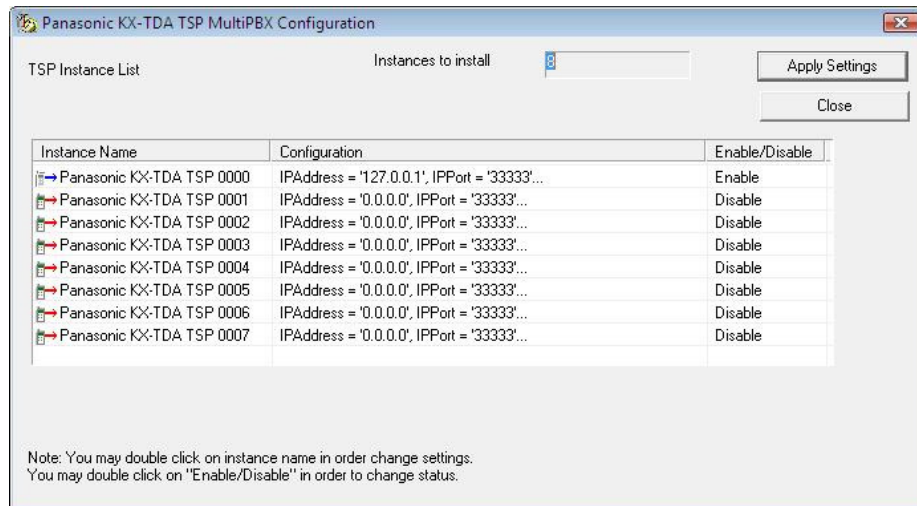 Panasonic KX-TDA TSP MultiPBX Configuration
TSP Instance List
Instances to install 8
Apply Settings
Close
Instance Name Configuration Enable/Disable
Panasonic KX-TDA TSP 0000 IPAddress = '127.0.0.1', IPPort = '33333'... Enable
Panasonic KX-TDA TSP 0001 IPAddress = '0.0.0.0', IPPort = '33333'... Disable
Panasonic KX-TDA TSP 0002 IPAddress = '0.0.0.0', IPPort = '33333'... Disable
Panasonic KX-TDA TSP 0003 IPAddress = '0.0.0.0', IPPort = '33333'... Disable
Panasonic KX-TDA TSP 0004 IPAddress = '0.0.0.0', IPPort = '33333'... Disable
Panasonic KX-TDA TSP 0005 IPAddress = '0.0.0.0', IPPort = '33333'... Disable
Panasonic KX-TDA TSP 0006 IPAddress = '0.0.0.0', IPPort = '33333'... Disable
Panasonic KX-TDA TSP 0007 IPAddress = '0.0.0.0', IPPort = '33333'... Disable
Note: You may double click on instance name in order change settings.
You may double click on "Enable/Disable" in order to change status.